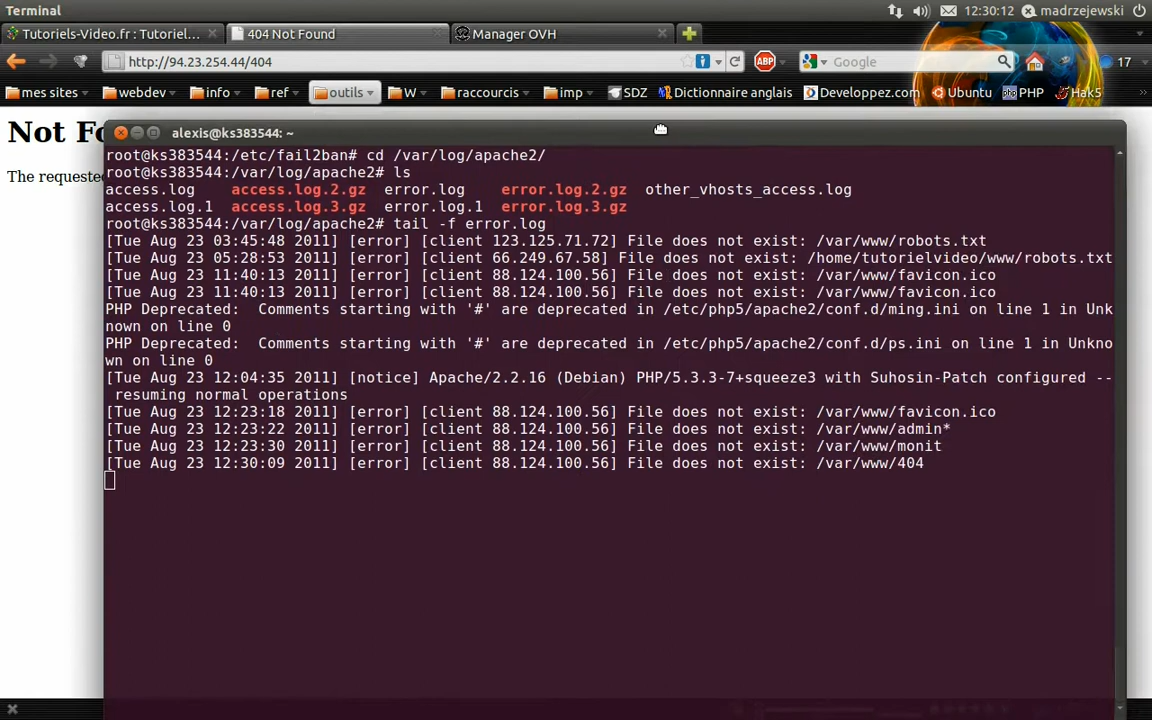 Terminal 12:30:12 madrzejewski
Tutoriels-Video.fr : Tutoriel... 404 Not Found Manager OVH
http://94.23.254.44/404 ABP Google 17
mes sites webdev info ref outils W raccourcis imp SDZ Dictionnaire anglais Developpez.com Ubuntu php PHP Hak5
Not Fo
The requested
alexis@ks383544: ~
root@ks383544:/etc/fail2ban# cd /var/log/apache2/
root@ks383544:/var/log/apache2# ls
access.log access.log.2.gz error.log error.log.2.gz other_vhosts_access.log
access.log.1 access.log.3.gz error.log.1 error.log.3.gz
root@ks383544:/var/log/apache2# tail -f error.log
[Tue Aug 23 03:45:48 2011] [error] [client 123.125.71.72] File does not exist: /var/www/robots.txt
[Tue Aug 23 05:28:53 2011] [error] [client 66.249.67.58] File does not exist: /home/tutorielvideo/www/robots.txt
[Tue Aug 23 11:40:13 2011] [error] [client 88.124.100.56] File does not exist: /var/www/favicon.ico
[Tue Aug 23 11:40:13 2011] [error] [client 88.124.100.56] File does not exist: /var/www/favicon.ico
PHP Deprecated:  Comments starting with '#' are deprecated in /etc/php5/apache2/conf.d/ming.ini on line 1 in Unk
nown on line 0
PHP Deprecated:  Comments starting with '#' are deprecated in /etc/php5/apache2/conf.d/ps.ini on line 1 in Unkno
wn on line 0
[Tue Aug 23 12:04:35 2011] [notice] Apache/2.2.16 (Debian) PHP/5.3.3-7+squeeze3 with Suhosin-Patch configured --
resuming normal operations
[Tue Aug 23 12:23:18 2011] [error] [client 88.124.100.56] File does not exist: /var/www/favicon.ico
[Tue Aug 23 12:23:22 2011] [error] [client 88.124.100.56] File does not exist: /var/www/admin*
[Tue Aug 23 12:23:30 2011] [error] [client 88.124.100.56] File does not exist: /var/www/monit
[Tue Aug 23 12:30:09 2011] [error] [client 88.124.100.56] File does not exist: /var/www/404